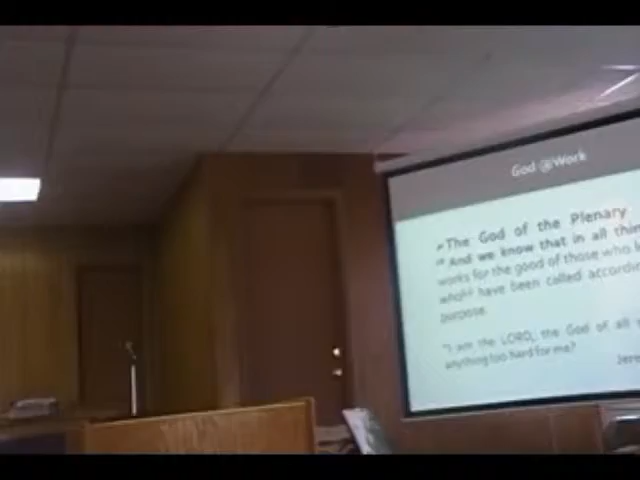 God @Work
The God of the Plenary
28 And we know that in all thin
works for the good of those who l
who have been called accordin
purpose.
"I am the LORD, the God of all
anything too hard for me?
Jere